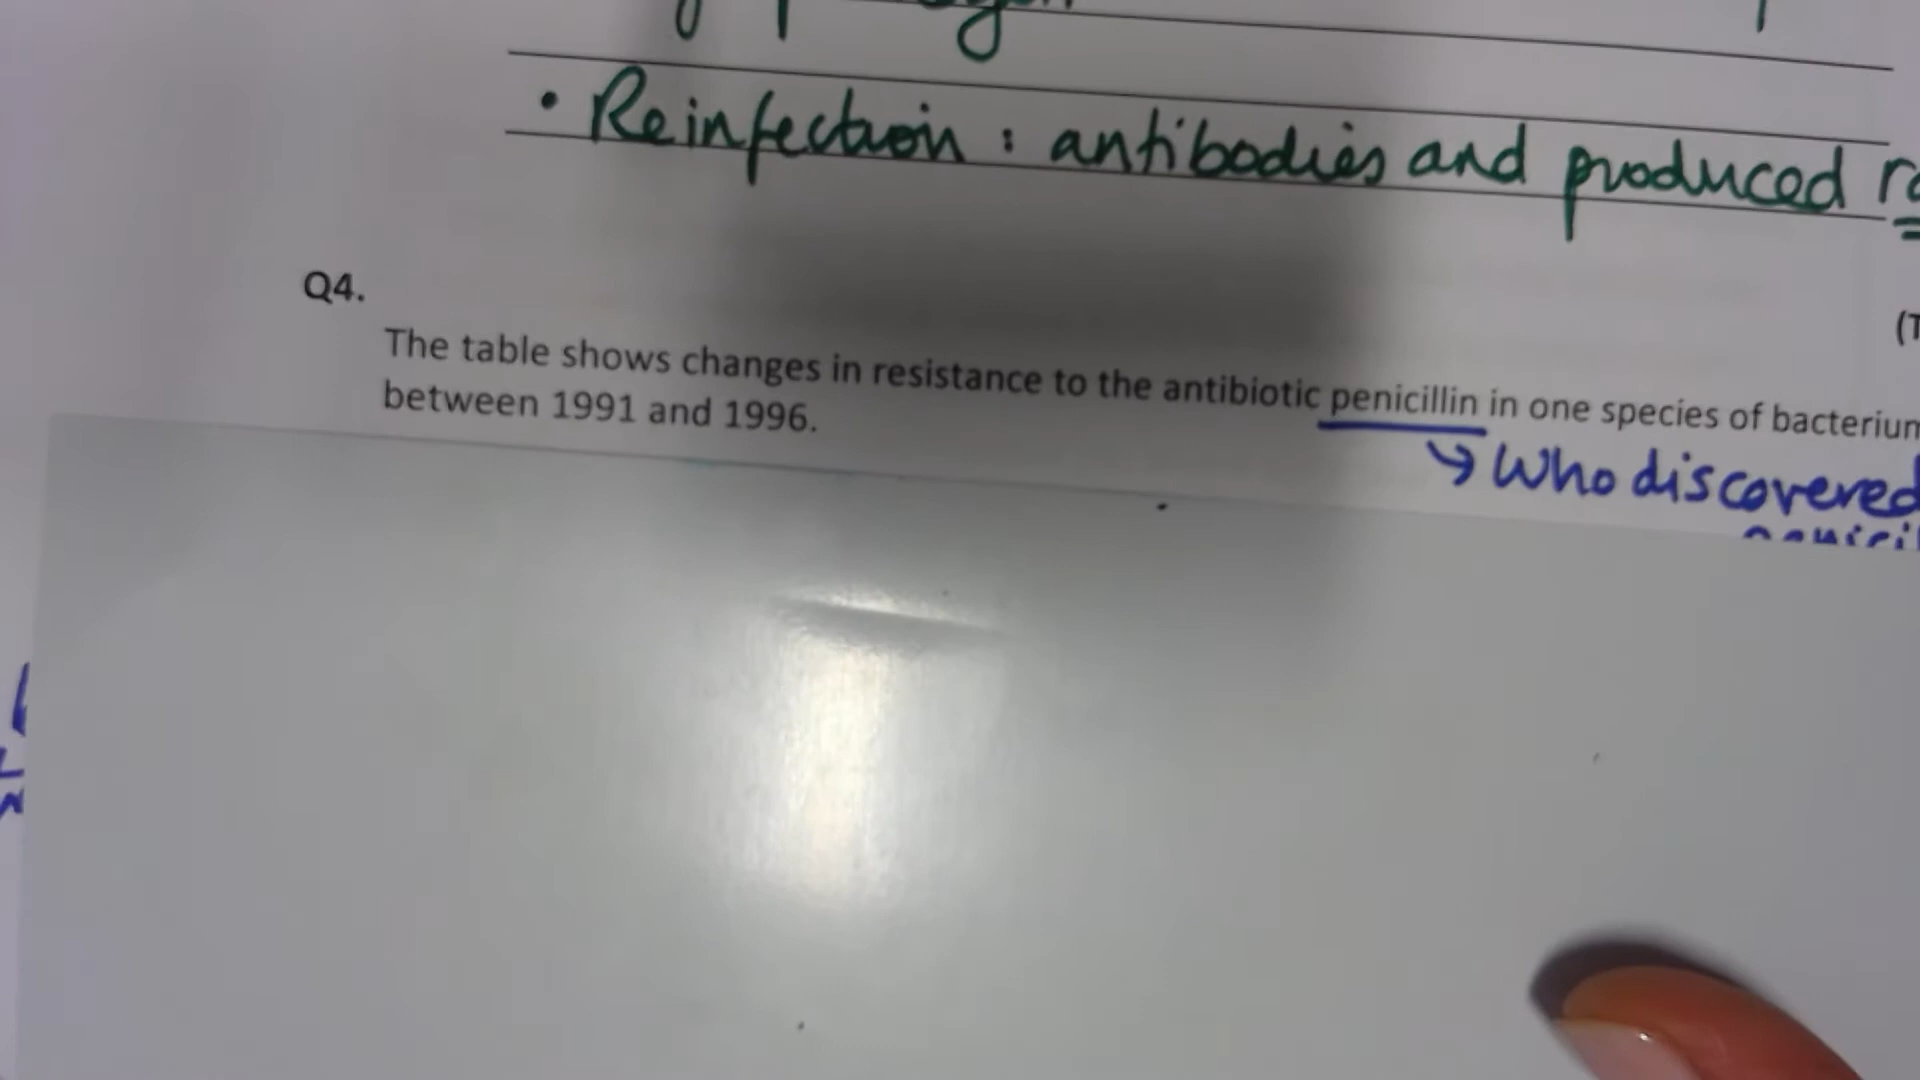 • Reinfection : antibodies and produced
Q4.
The table shows changes in resistance to the antibiotic penicillin in one species of bacterium
between 1991 and 1996.
→ Who discovered